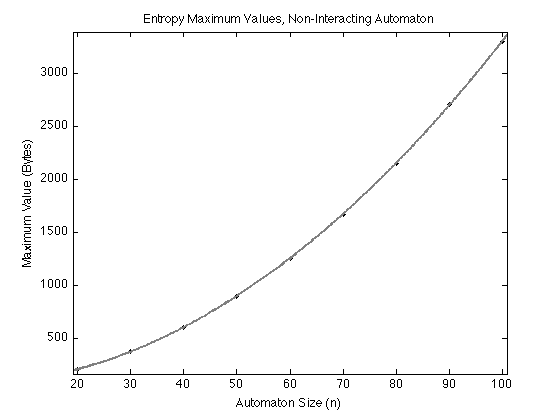 Entropy Maximum Values, Non-Interacting Automaton
Maximum Value (Bytes)
3000
2500
2000
1500
1000
500
20 30 40 50 60 70 80 90 100
Automaton Size (n)